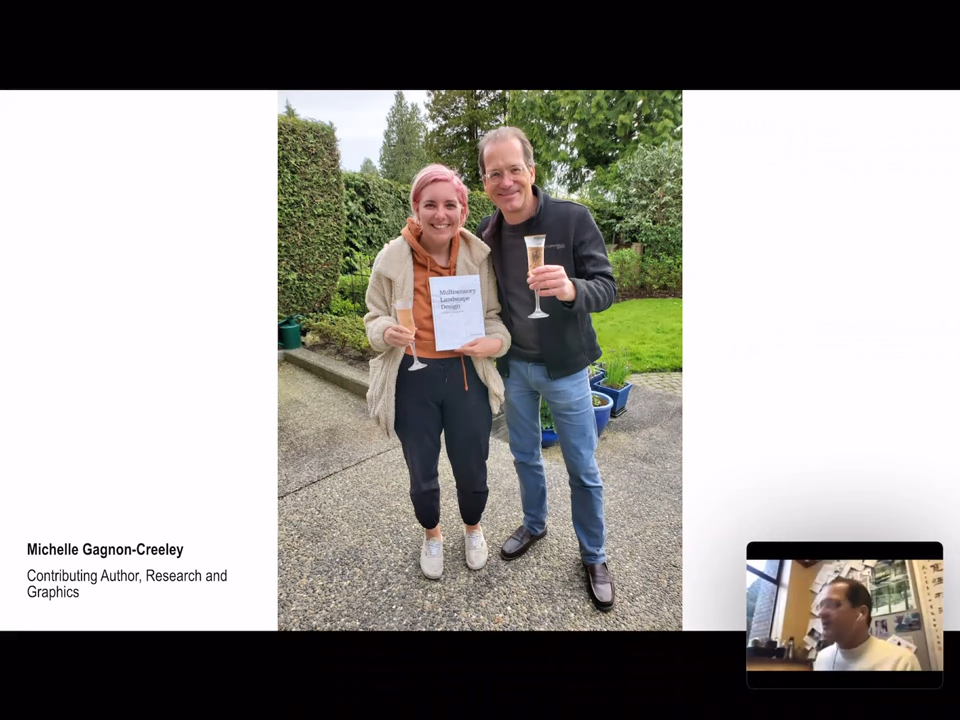 Multisensory
Landscape
Design
Michelle Gagnon-Creeley
Contributing Author, Research and
Graphics